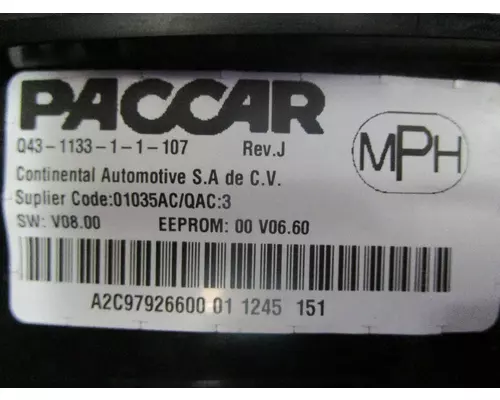 PACCAR
Q43-1133-1-1-107 Rev.J
MPH
Continental Automotive S.A de C.V.
Suplier Code:01035AC/QAC:3
SW: V08.00 EEPROM: 00 V06.60
A2C97926600 01 1245 151